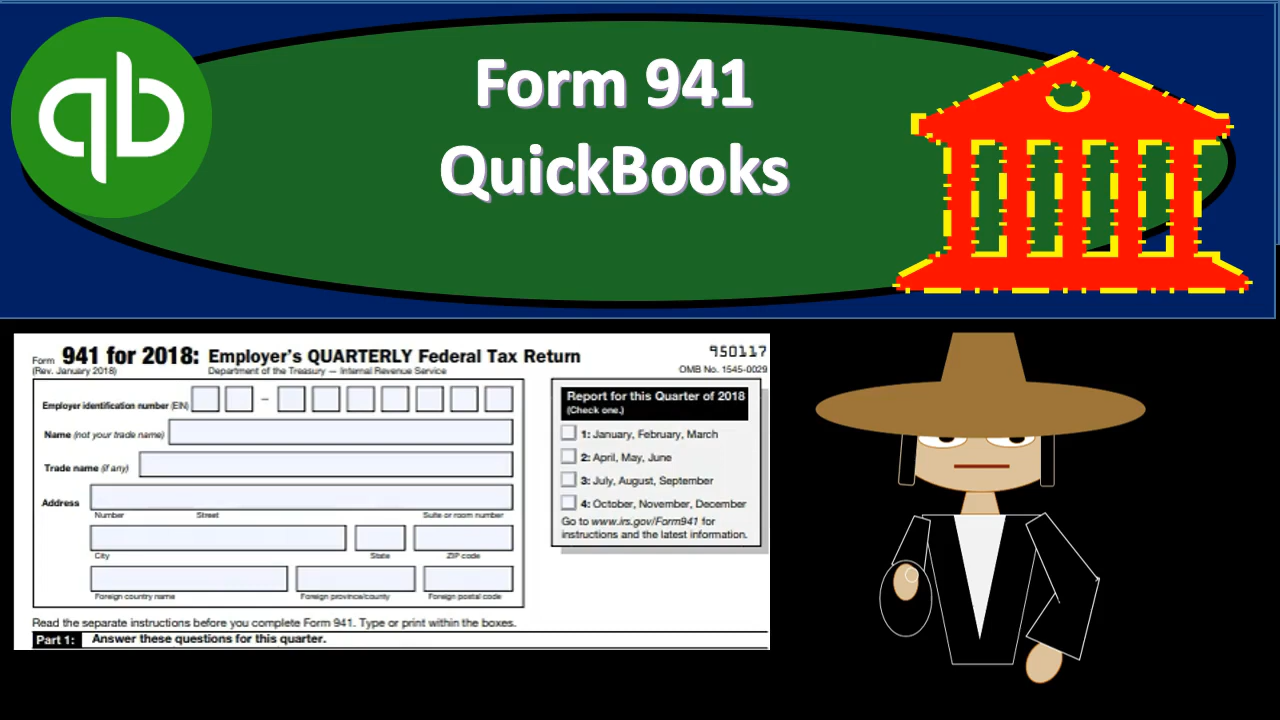 qb
Form 941
QuickBooks
Form 941 for 2018: Employer's QUARTERLY Federal Tax Return
(Rev. January 2018) Department of the Treasury — Internal Revenue Service
950117
OMB No. 1545-0029
Employer identification number (EIN) –
Name (not your trade name)
Trade name (if any)
Address
Number Street Suite or room number
City State ZIP code
Foreign country name Foreign province/county Foreign postal code
Report for this Quarter of 2018
(Check one.)
1: January, February, March
2: April, May, June
3: July, August, September
4: October, November, December
Go to www.irs.gov/Form941 for
instructions and the latest information.
Read the separate instructions before you complete Form 941. Type or print within the boxes.
Part 1: Answer these questions for this quarter.